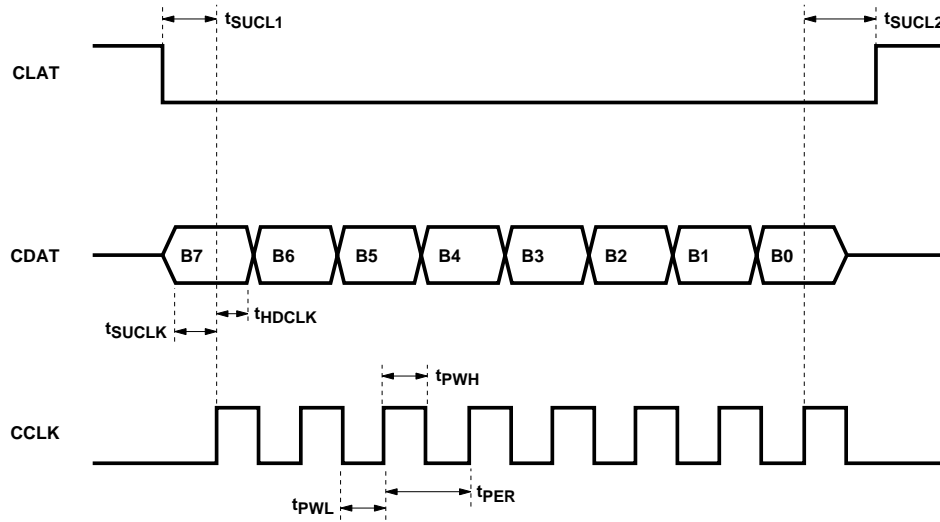 tSUCL1
tSUCL2
CLAT
CDAT
B7 B6 B5 B4 B3 B2 B1 B0
tSUCLK
tHDCLK
tPWH
CCLK
tPWL
tPER